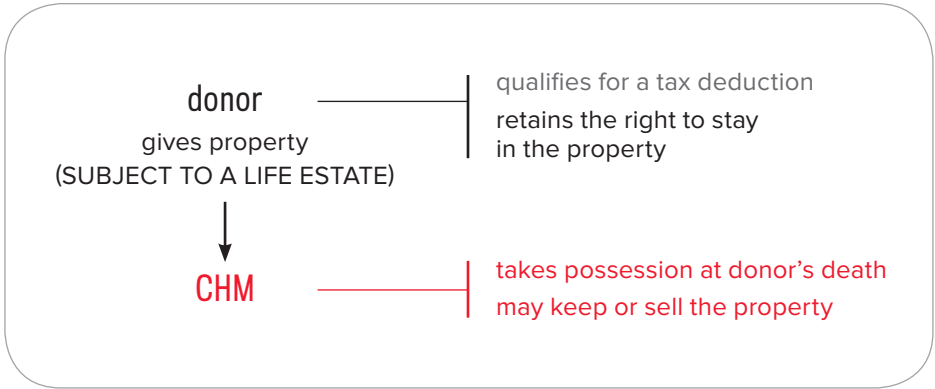 donor
gives property
(SUBJECT TO A LIFE ESTATE)
qualifies for a tax deduction
retains the right to stay
in the property
CHM
takes possession at donor’s death
may keep or sell the property